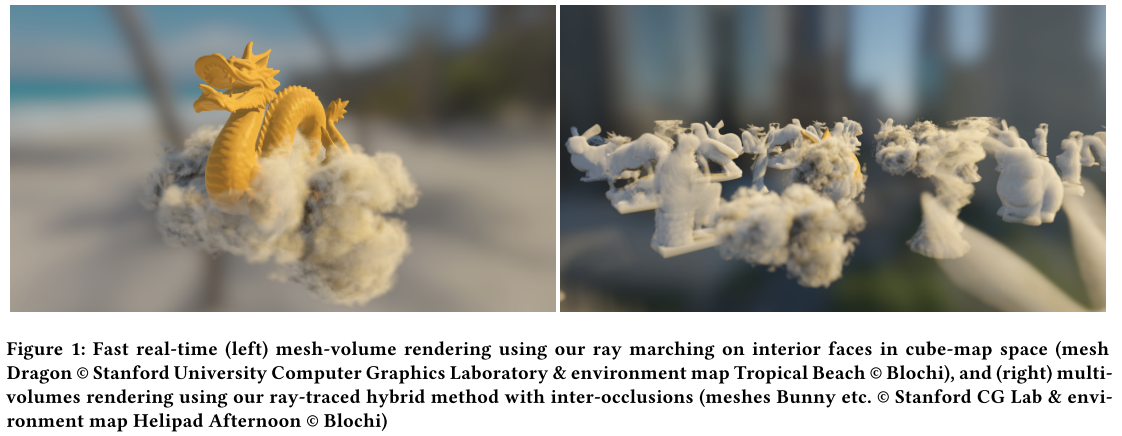 Figure 1: Fast real-time (left) mesh-volume rendering using our ray marching on interior faces in cube-map space (mesh
Dragon © Stanford University Computer Graphics Laboratory & environment map Tropical Beach © Blochi), and (right) multi-
volumes rendering using our ray-traced hybrid method with inter-occlusions (meshes Bunny etc. © Stanford CG Lab & envi-
ronment map Helipad Afternoon © Blochi)